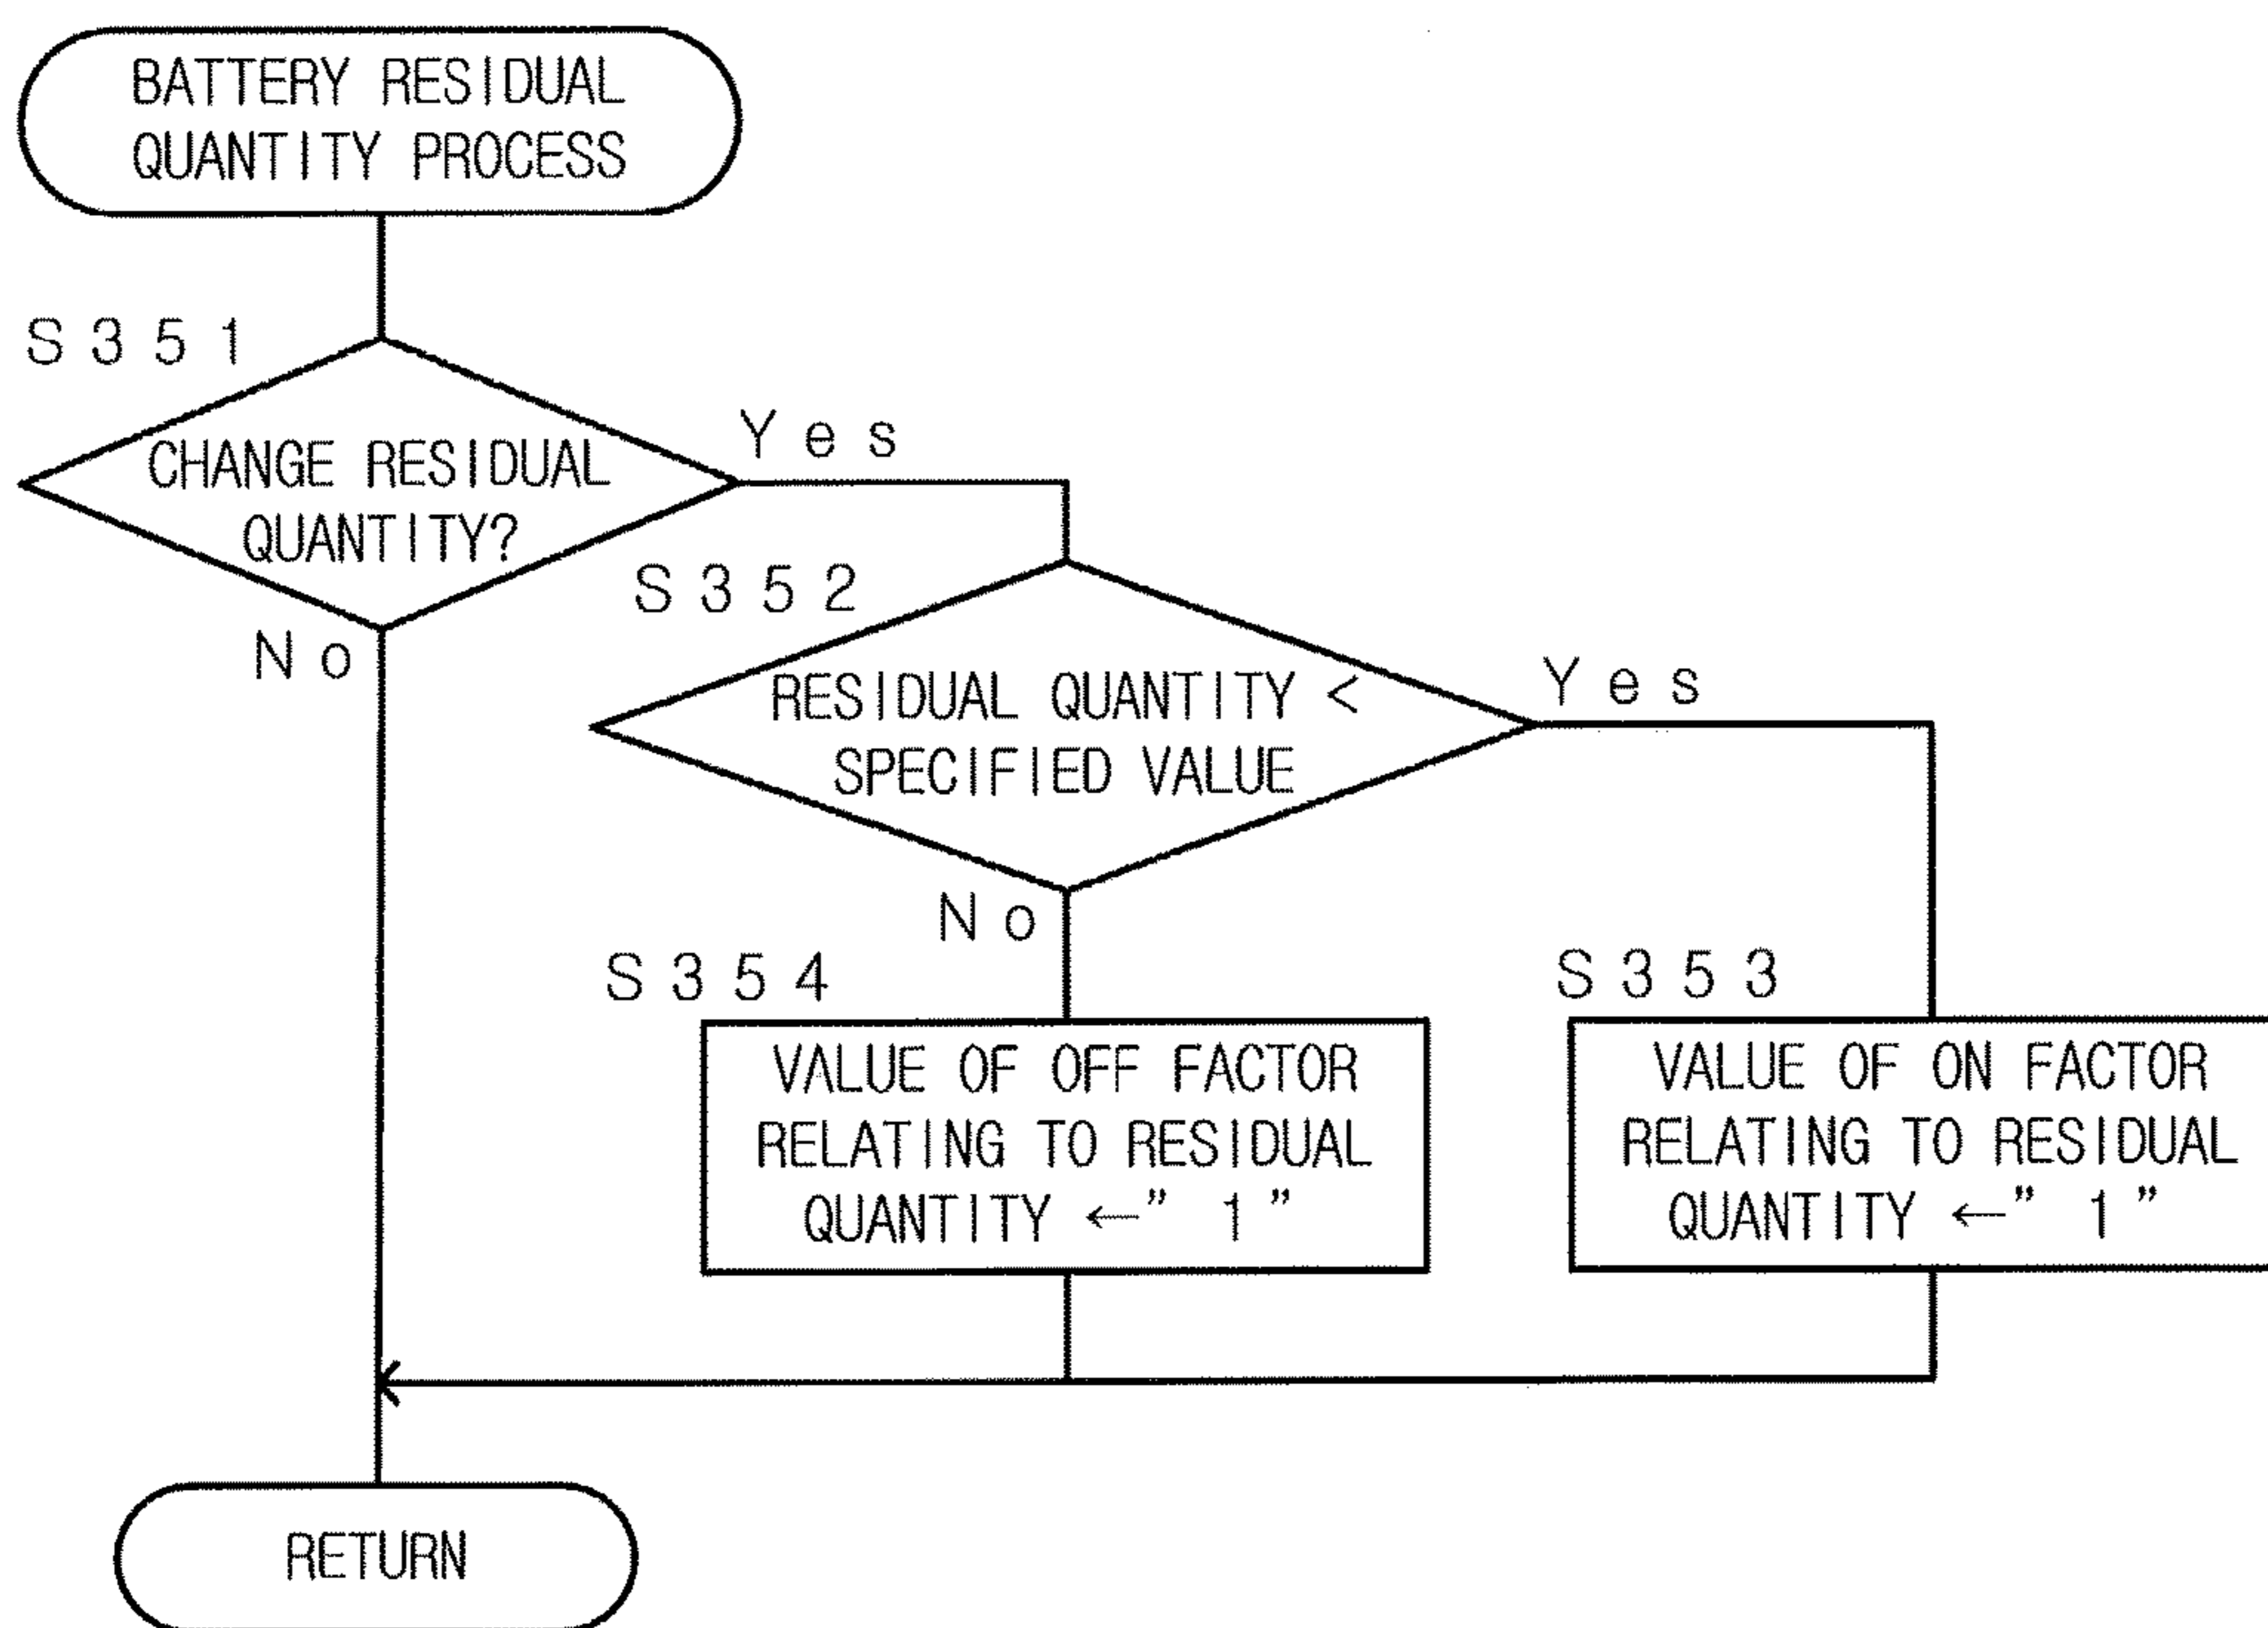 BATTERY RESIDUAL
QUANTITY PROCESS
S351
CHANGE RESIDUAL
QUANTITY?
Yes
No
S352
RESIDUAL QUANTITY <
SPECIFIED VALUE
Yes
No
S354
VALUE OF OFF FACTOR
RELATING TO RESIDUAL
QUANTITY ←” 1 ”
S353
VALUE OF ON FACTOR
RELATING TO RESIDUAL
QUANTITY ←” 1 ”
RETURN